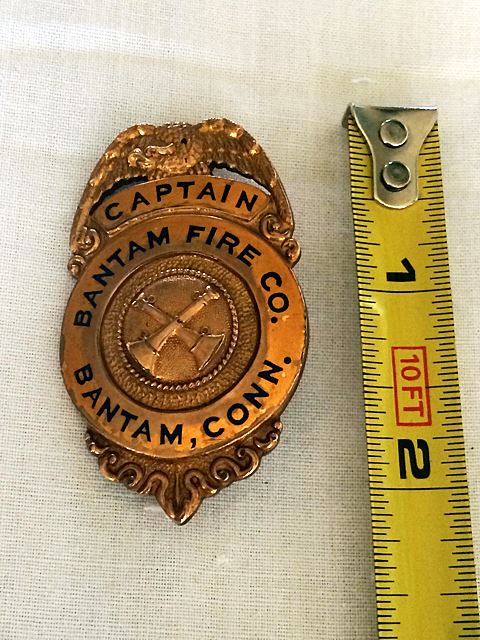 CAPTAIN
BANTAM FIRE CO.
BANTAM, CONN.
1
10FT
2